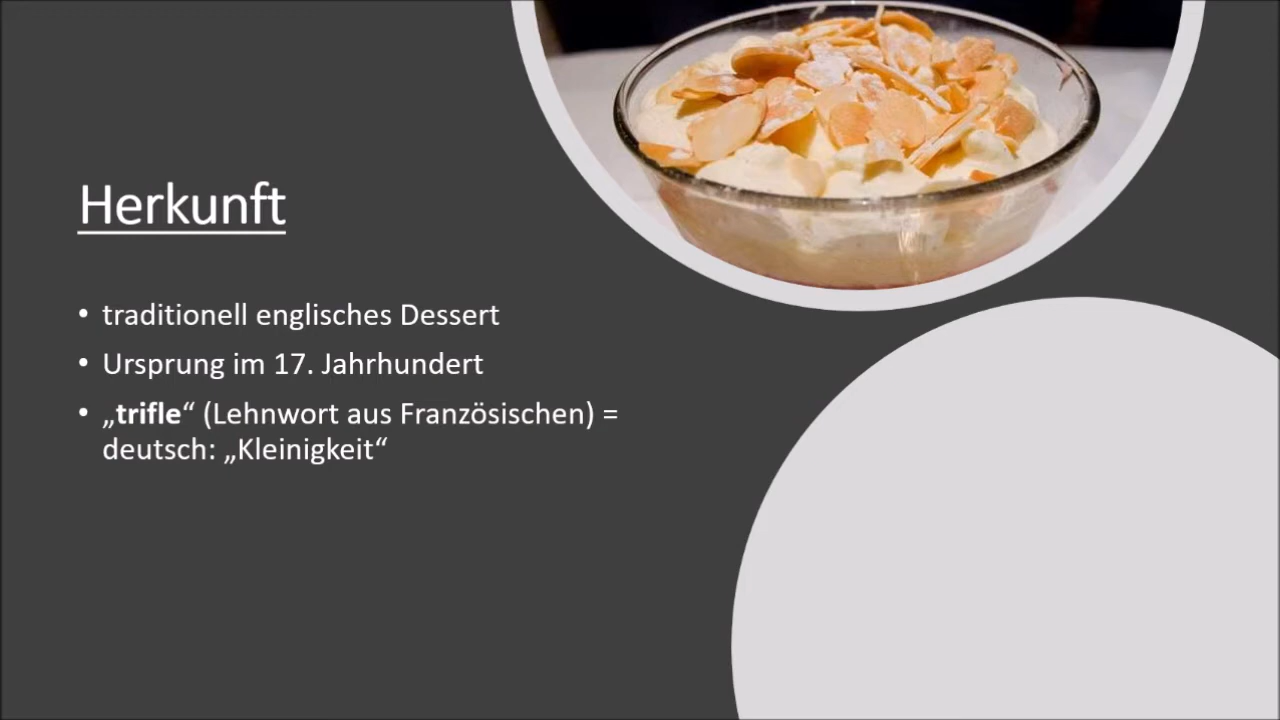 Herkunft
• traditionell englisches Dessert
• Ursprung im 17. Jahrhundert
• „trifle“ (Lehnwort aus Französischen) =
deutsch: „Kleinigkeit“